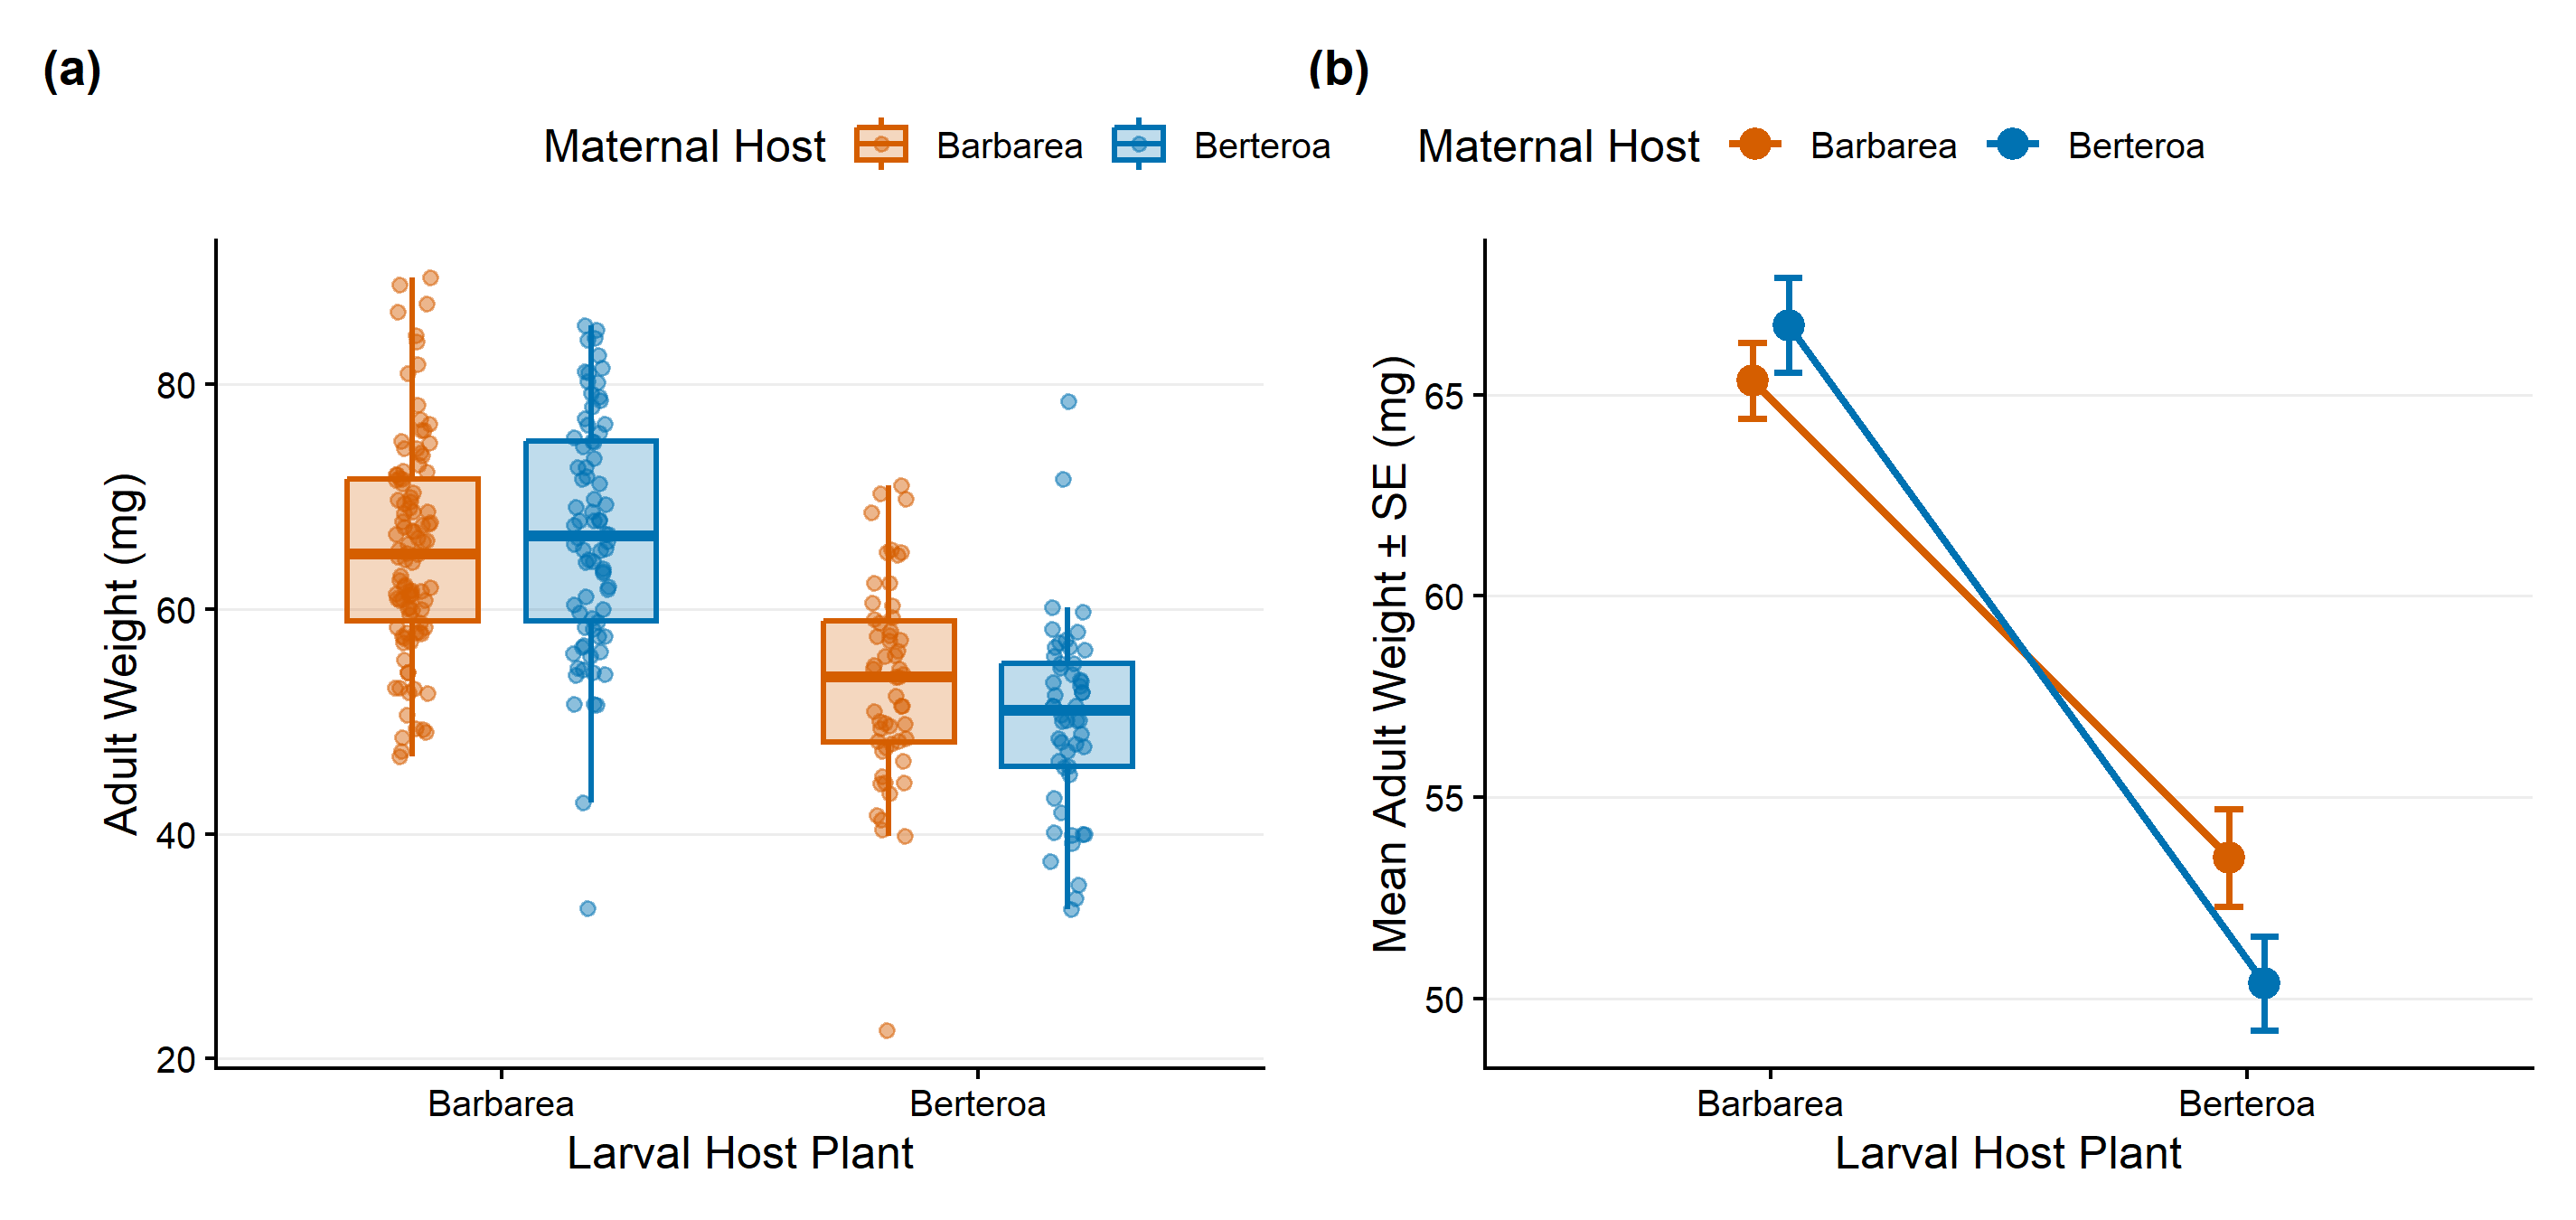 (a)
Maternal Host Barbarea Berteroa
Adult Weight (mg)
80
60
40
20
Barbarea Berteroa
Larval Host Plant
(b)
Maternal Host Barbarea Berteroa
Mean Adult Weight ± SE (mg)
65
60
55
50
Barbarea Berteroa
Larval Host Plant